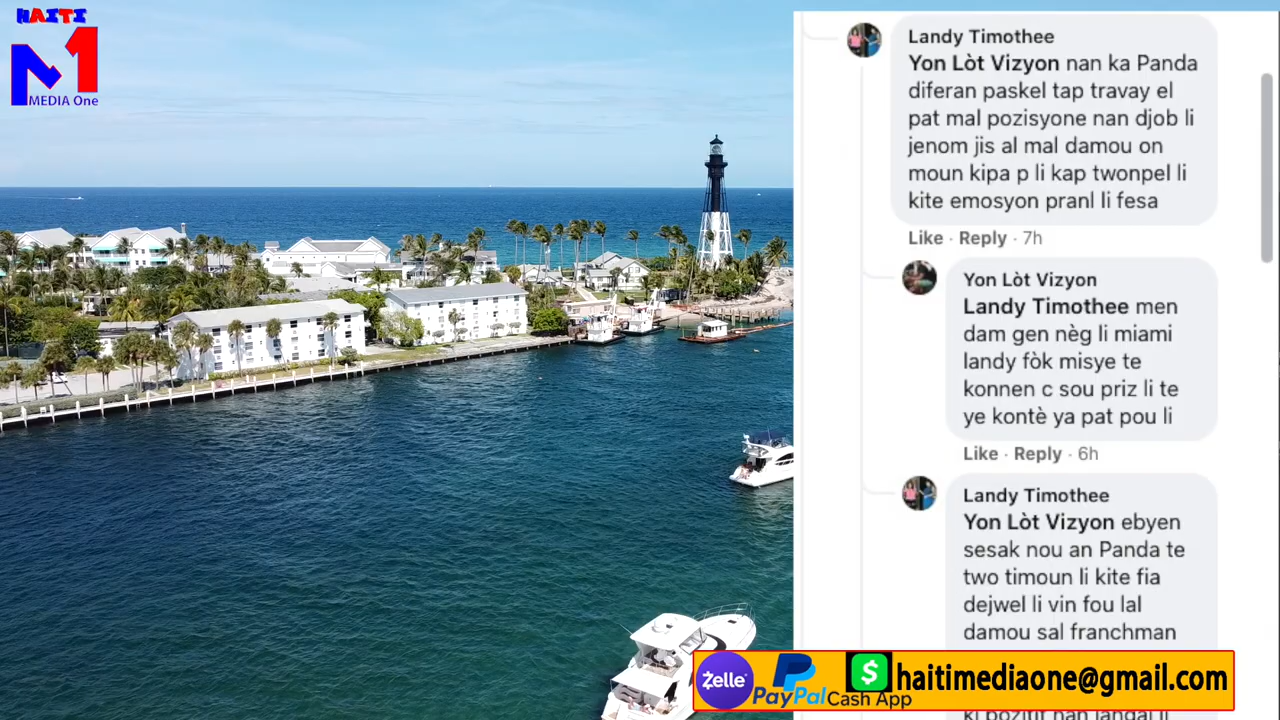 HAITI
M1
MEDIA One
Landy Timothee
Yon Lòt Vizyon nan ka Panda
diferan paskel tap travay el
pat mal pozisyone nan djob li
jenom jis al mal damou on
moun kipa p li kap twonpel li
kite emosyon pranl li fesa
Like · Reply · 7h
Yon Lòt Vizyon
Landy Timothee men
dam gen nèg li miami
landy fòk misye te
konnen c sou priz li te
ye kontè ya pat pou li
Like · Reply · 6h
Landy Timothee
Yon Lòt Vizyon ebyen
sesak nou an Panda te
two timoun li kite fia
dejwel li vin fou lal
damou sal franchman
Zelle
PayPal
$
Cash App
haitimediaone@gmail.com